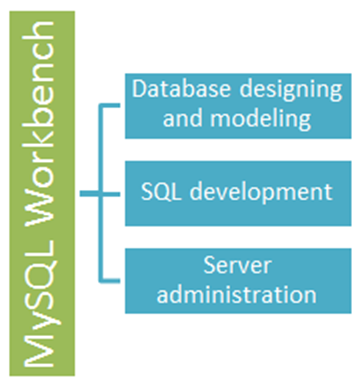 MySQL Workbench
Database designing
and modeling
SQL development
Server
administration